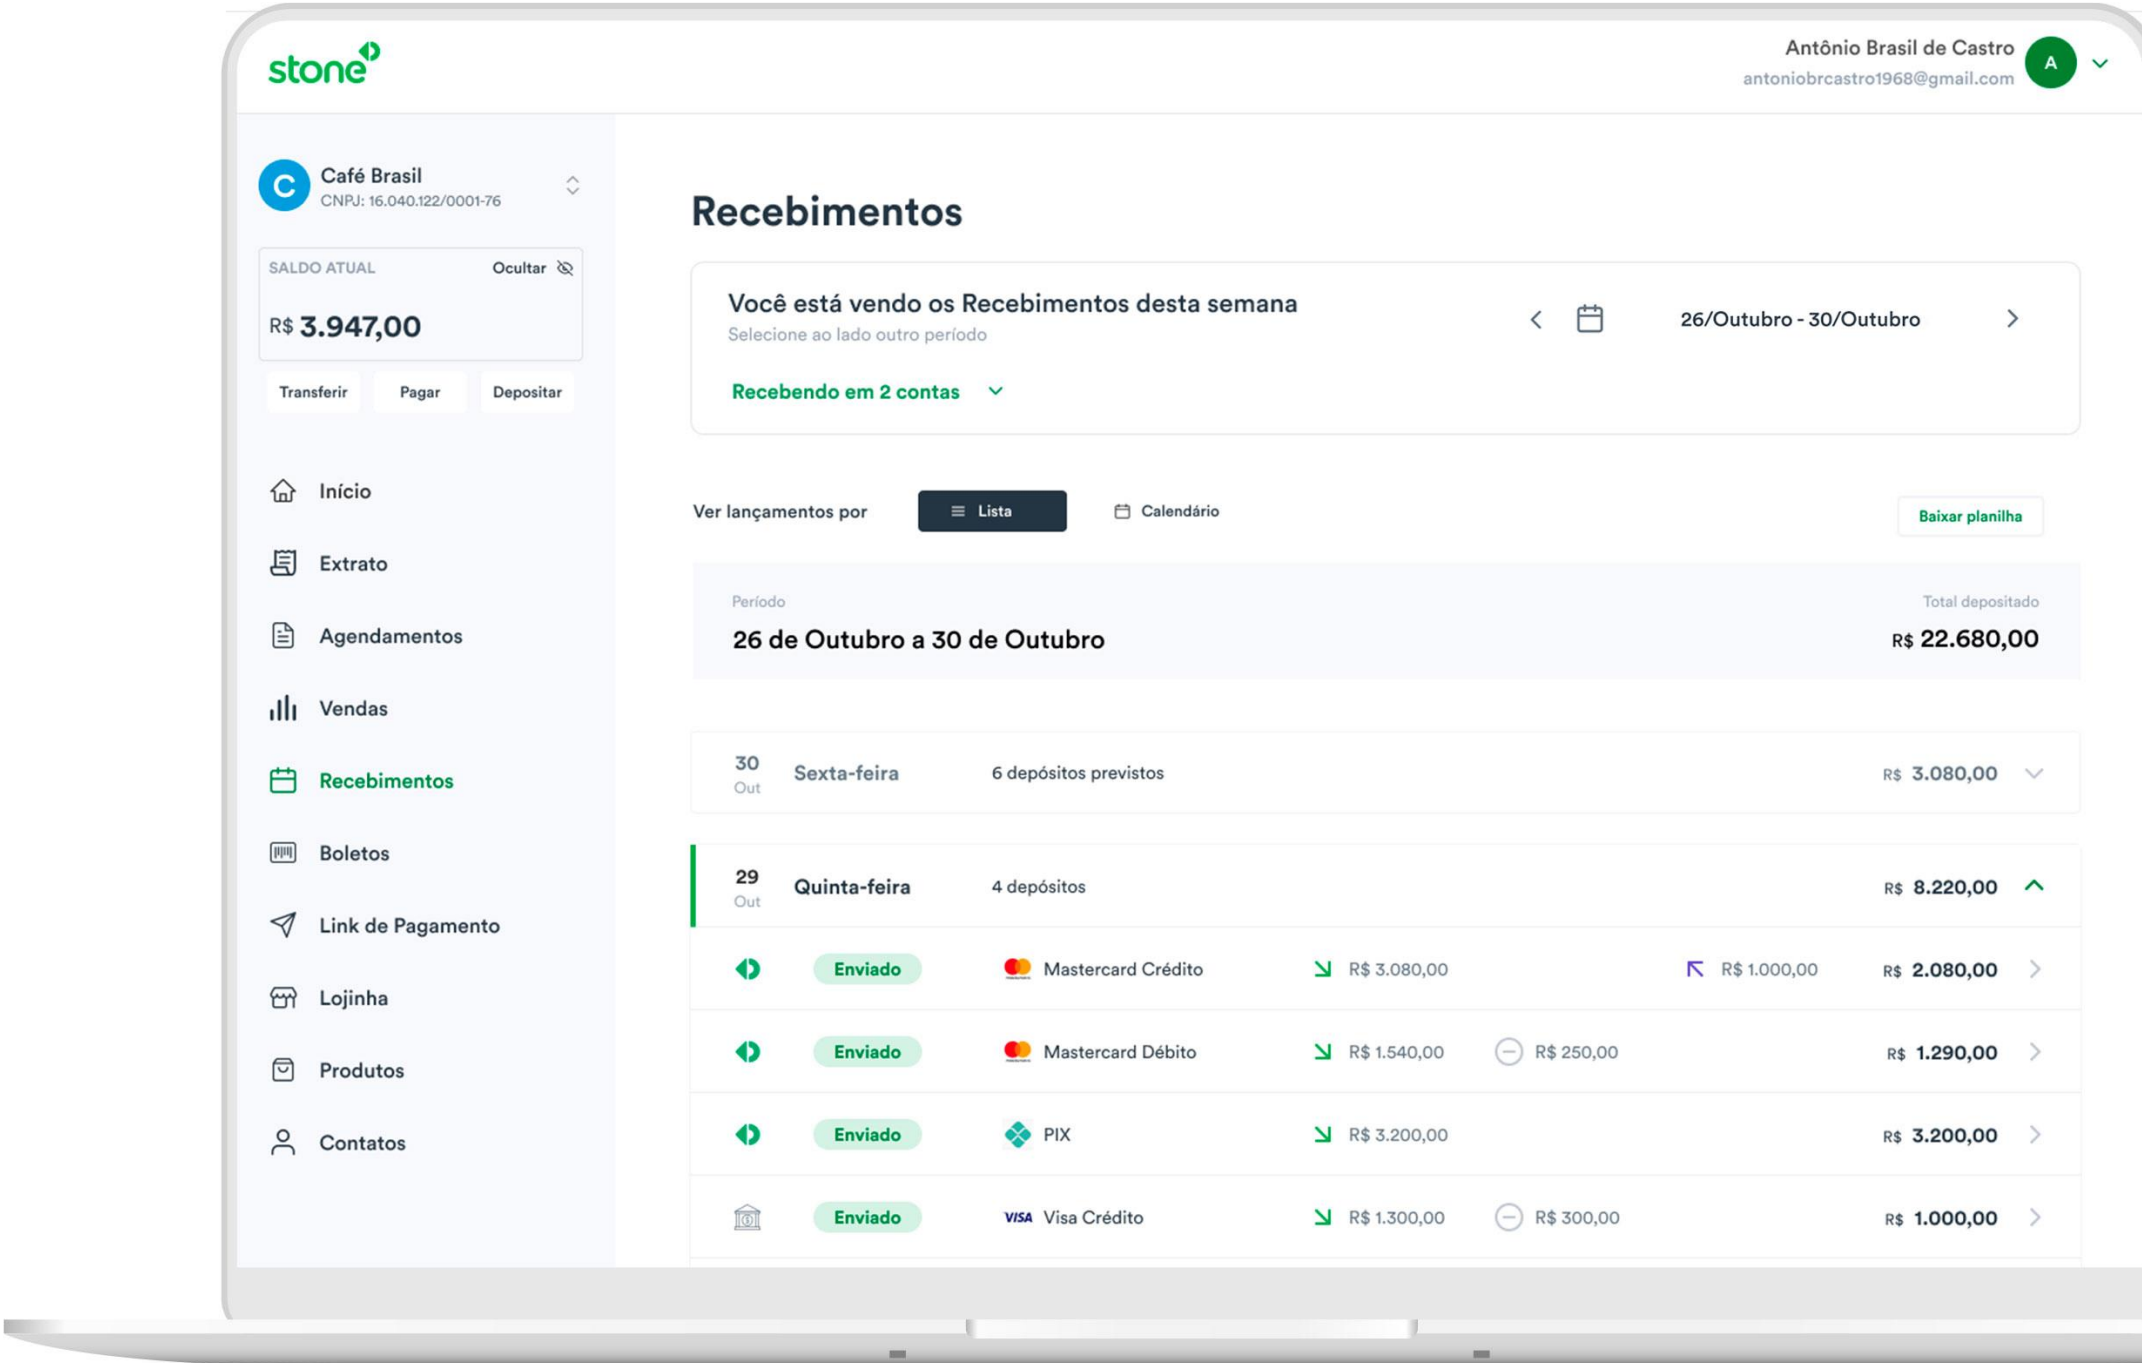 stone
Antônio Brasil de Castro
antoniobrcastro1968@gmail.com
A
C
Café Brasil
CNPJ: 16.040.122/0001-76
SALDO ATUAL
Ocultar
R$ 3.947,00
Transferir
Pagar
Depositar
Início
Extrato
Agendamentos
Vendas
Recebimentos
Boletos
Link de Pagamento
Lojinha
Produtos
Contatos
Recebimentos
Você está vendo os Recebimentos desta semana
Selecione ao lado outro período
26/Outubro - 30/Outubro
Recebendo em 2 contas
Ver lançamentos por
Lista
Calendário
Baixar planilha
Período
Total depositado
26 de Outubro a 30 de Outubro
R$ 22.680,00
30 Sexta-feira 6 depósitos previstos R$ 3.080,00
Out
29 Quinta-feira 4 depósitos R$ 8.220,00
Out
Enviado Mastercard Crédito R$ 3.080,00 R$ 1.000,00 R$ 2.080,00
Enviado Mastercard Débito R$ 1.540,00 R$ 250,00 R$ 1.290,00
Enviado PIX R$ 3.200,00 R$ 3.200,00
Enviado VISA Visa Crédito R$ 1.300,00 R$ 300,00 R$ 1.000,00